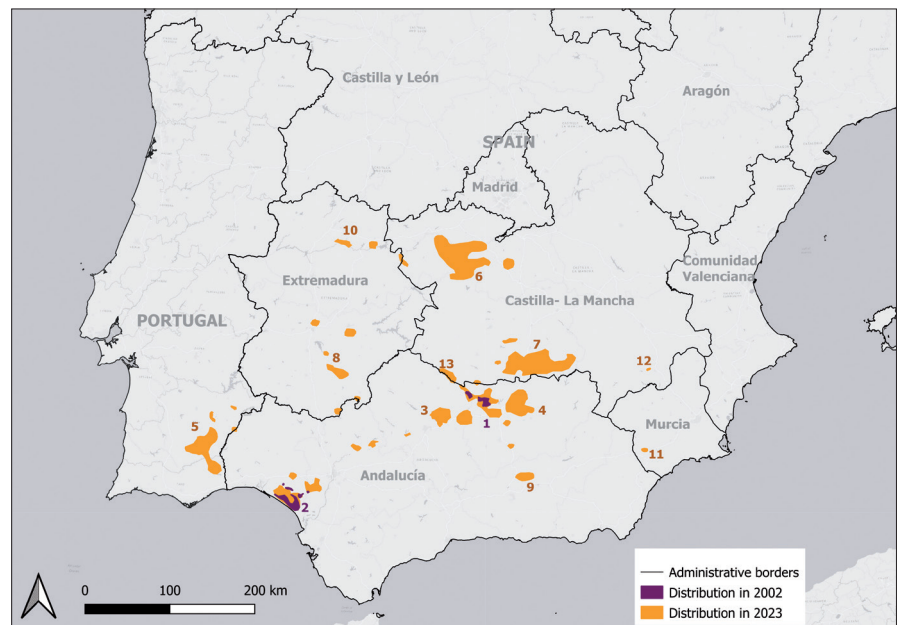 Castilla y León
Aragón
SPAIN
Madrid
10
6
Comunidad
Valenciana
Extremadura
Castilla- La Mancha
PORTUGAL
7
8
13
12
3
4
1
5
Murcia
11
Andalucía
9
2
Administrative borders
Distribution in 2002
Distribution in 2023
0
100
200 km